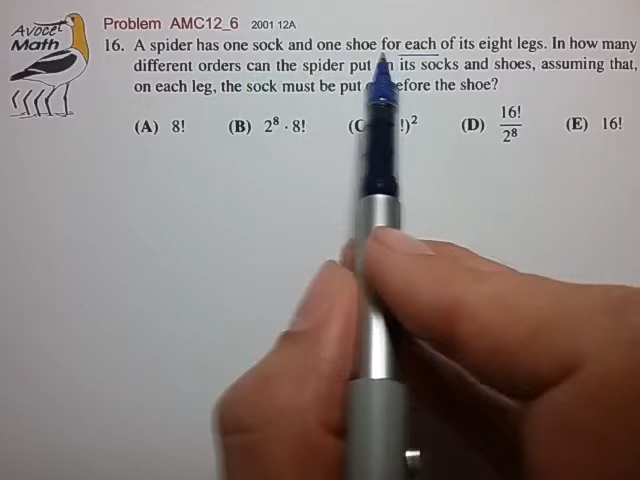 Avocet
Math
Problem AMC12_6 2001 12A
16. A spider has one sock and one shoe for each of its eight legs. In how many
different orders can the spider put its socks and shoes, assuming that,
on each leg, the sock must be put the shoe?
(A) 8! (B) 2⁸ · 8! (C !)² (D) 16!/2⁸ (E) 16!